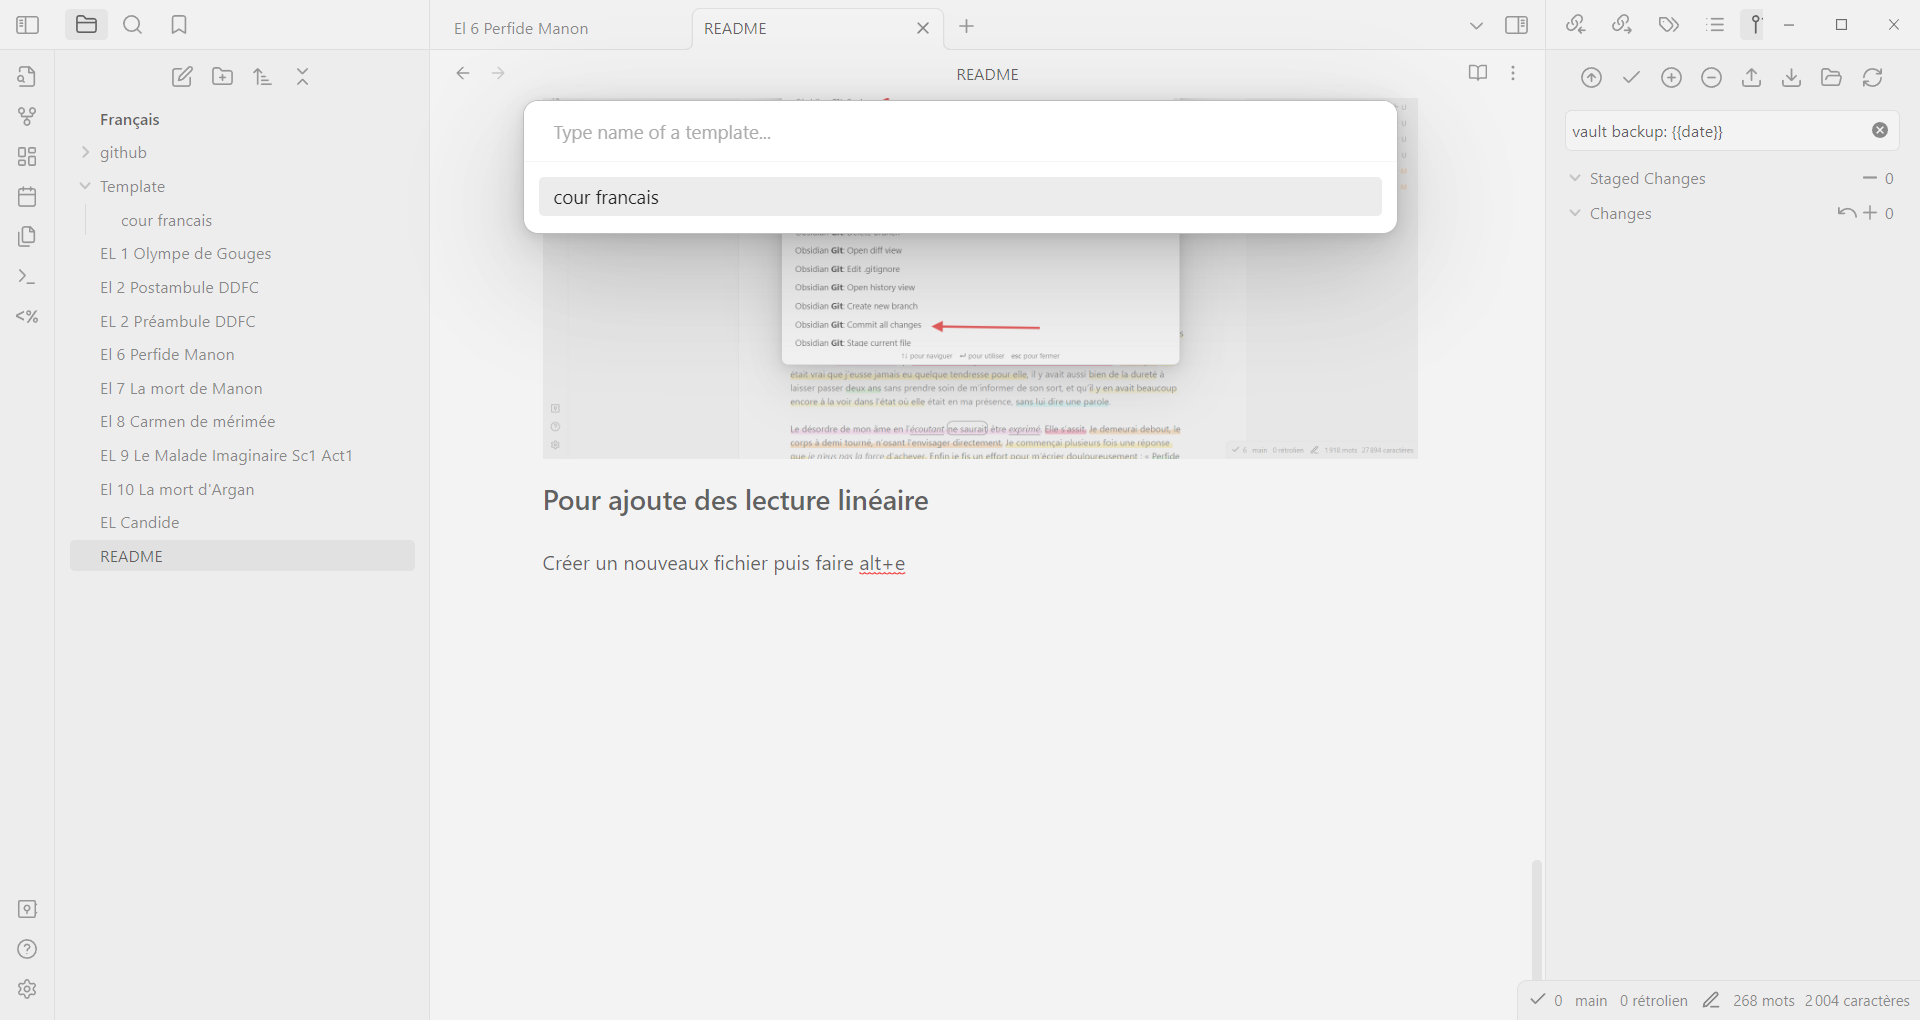 El 6 Perfide Manon
README
README
Français
github
Template
cour francais
EL 1 Olympe de Gouges
El 2 Postambule DDFC
EL 2 Préambule DDFC
El 6 Perfide Manon
El 7 La mort de Manon
El 8 Carmen de mérimée
EL 9 Le Malade Imaginaire Sc1 Act1
El 10 La mort d'Argan
EL Candide
README
Type name of a template...
cour francais
Obsidian Git: Open diff view
Obsidian Git: Edit .gitignore
Obsidian Git: Open history view
Obsidian Git: Create new branch
Obsidian Git: Commit all changes
Obsidian Git: Stage current file
↑↓ pour naviguer ↵ pour utiliser esc pour fermer
était vrai que j'eusse jamais eu quelque tendresse pour elle, il y avait aussi bien de la dureté à
laisser passer deux ans sans prendre soin de m'informer de son sort, et qu'il y en avait beaucoup
encore à la voir dans l'état où elle était en ma présence, sans lui dire une parole.
Le désordre de mon âme en l'écoutant ne saurait être exprimé. Elle s'assit. Je demeurai debout, le
corps à demi tourné, n'osant l'envisager directement. Je commençai plusieurs fois une réponse,
que je n'eus pas la force d'achever. Enfin je fis un effort pour m'écrier douloureusement : « Perfide
6 main 0 rétrolien 1 918 mots 27 694 caractères
Pour ajoute des lecture linéaire
Créer un nouveaux fichier puis faire alt+e
vault backup: {{date}}
Staged Changes 0
Changes 0
0 main 0 rétrolien 268 mots 2 004 caractères